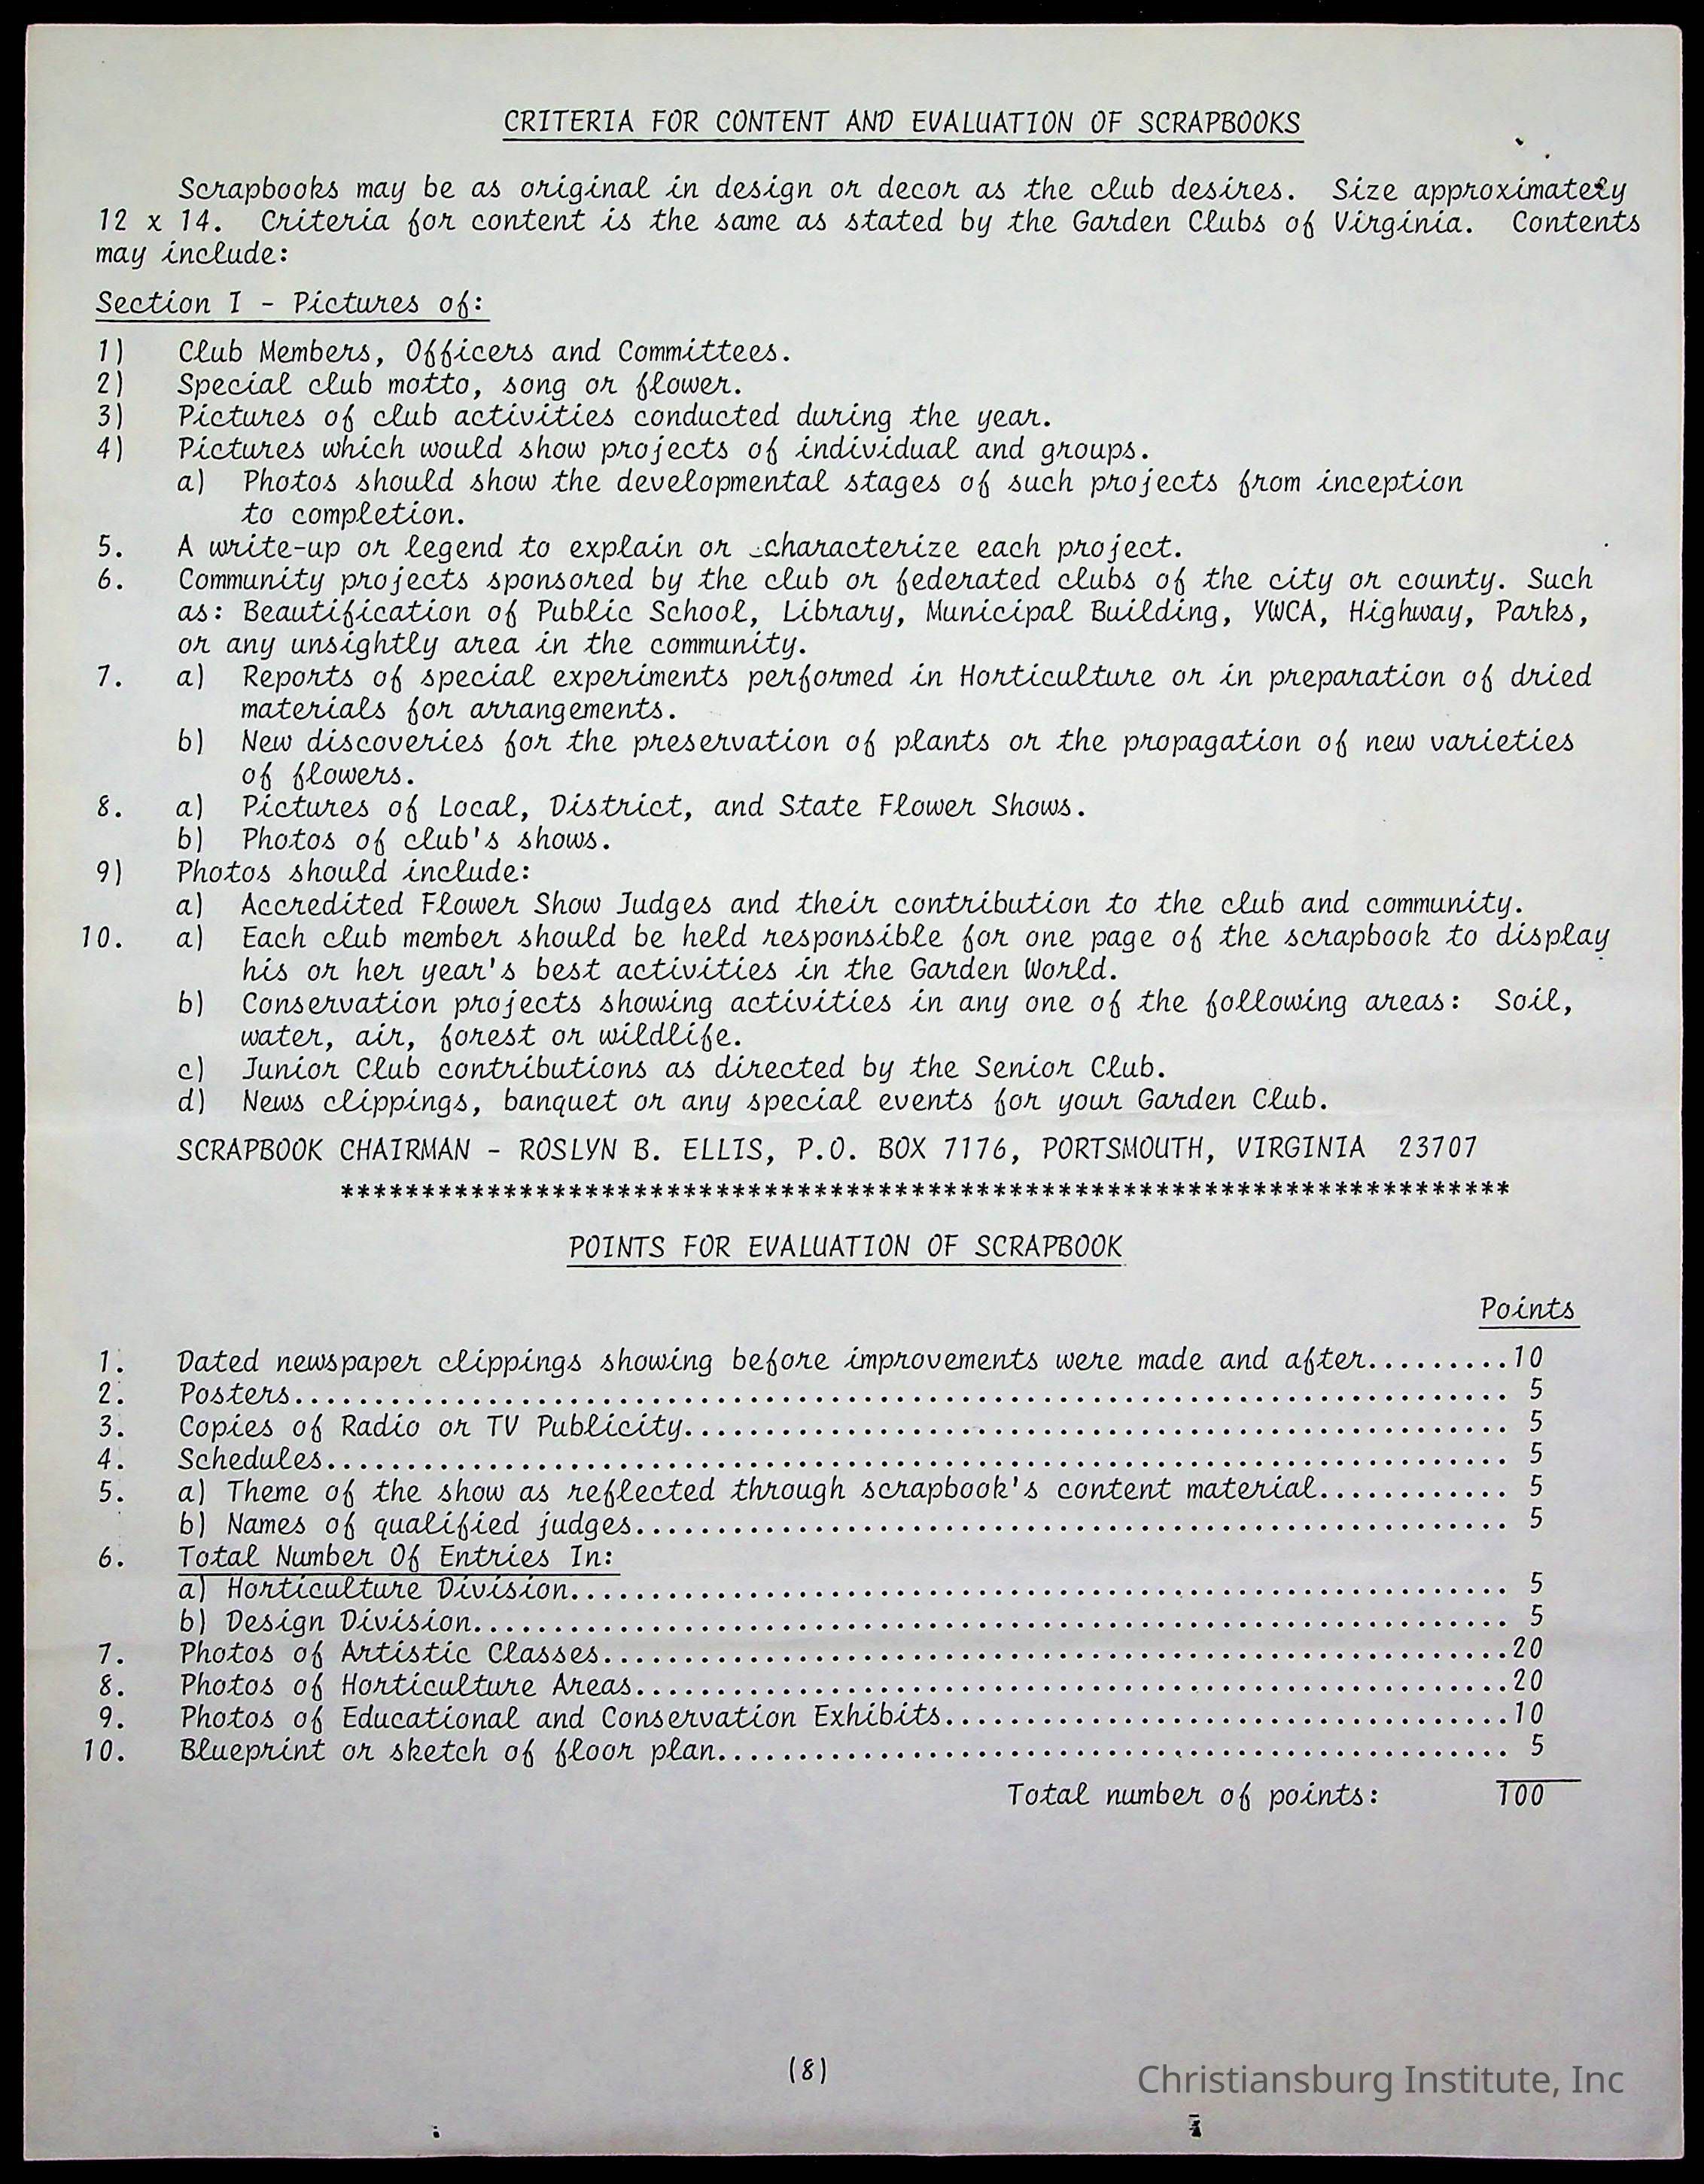 CRITERIA FOR CONTENT AND EVALUATION OF SCRAPBOOKS
Scrapbooks may be as original in design or decor as the club desires. Size approximately
12 x 14. Criteria for content is the same as stated by the Garden Clubs of Virginia. Contents
may include:
Section I - Pictures of:
1) Club Members, Officers and Committees.
2) Special club motto, song or flower.
3) Pictures of club activities conducted during the year.
4) Pictures which would show projects of individual and groups.
a) Photos should show the developmental stages of such projects from inception
to completion.
5. A write-up or legend to explain or characterize each project.
6. Community projects sponsored by the club or federated clubs of the city or county. Such
as: Beautification of Public School, Library, Municipal Building, YWCA, Highway, Parks,
or any unsightly area in the community.
7. a) Reports of special experiments performed in Horticulture or in preparation of dried
materials for arrangements.
b) New discoveries for the preservation of plants or the propagation of new varieties
of flowers.
8. a) Pictures of Local, District, and State Flower Shows.
b) Photos of club's shows.
9) Photos should include:
a) Accredited Flower Show Judges and their contribution to the club and community.
10. a) Each club member should be held responsible for one page of the scrapbook to display
his or her year's best activities in the Garden World.
b) Conservation projects showing activities in any one of the following areas: Soil,
water, air, forest or wildlife.
c) Junior Club contributions as directed by the Senior Club.
d) News clippings, banquet or any special events for your Garden Club.
SCRAPBOOK CHAIRMAN - ROSLYN B. ELLIS, P.O. BOX 7176, PORTSMOUTH, VIRGINIA 23707
************************************************************************
POINTS FOR EVALUATION OF SCRAPBOOK
Points
1. Dated newspaper clippings showing before improvements were made and after.........10
2. Posters.......................................................................... 5
3. Copies of Radio or TV Publicity.................................................. 5
4. Schedules........................................................................ 5
5. a) Theme of the show as reflected through scrapbook's content material............ 5
b) Names of qualified judges...................................................... 5
6. Total Number Of Entries In:
a) Horticulture Division.......................................................... 5
b) Design Division................................................................ 5
7. Photos of Artistic Classes........................................................20
8. Photos of Horticulture Areas......................................................20
9. Photos of Educational and Conservation Exhibits...................................10
10. Blueprint or sketch of floor plan................................................. 5
Total number of points: 100
(8)
Christiansburg Institute, Inc